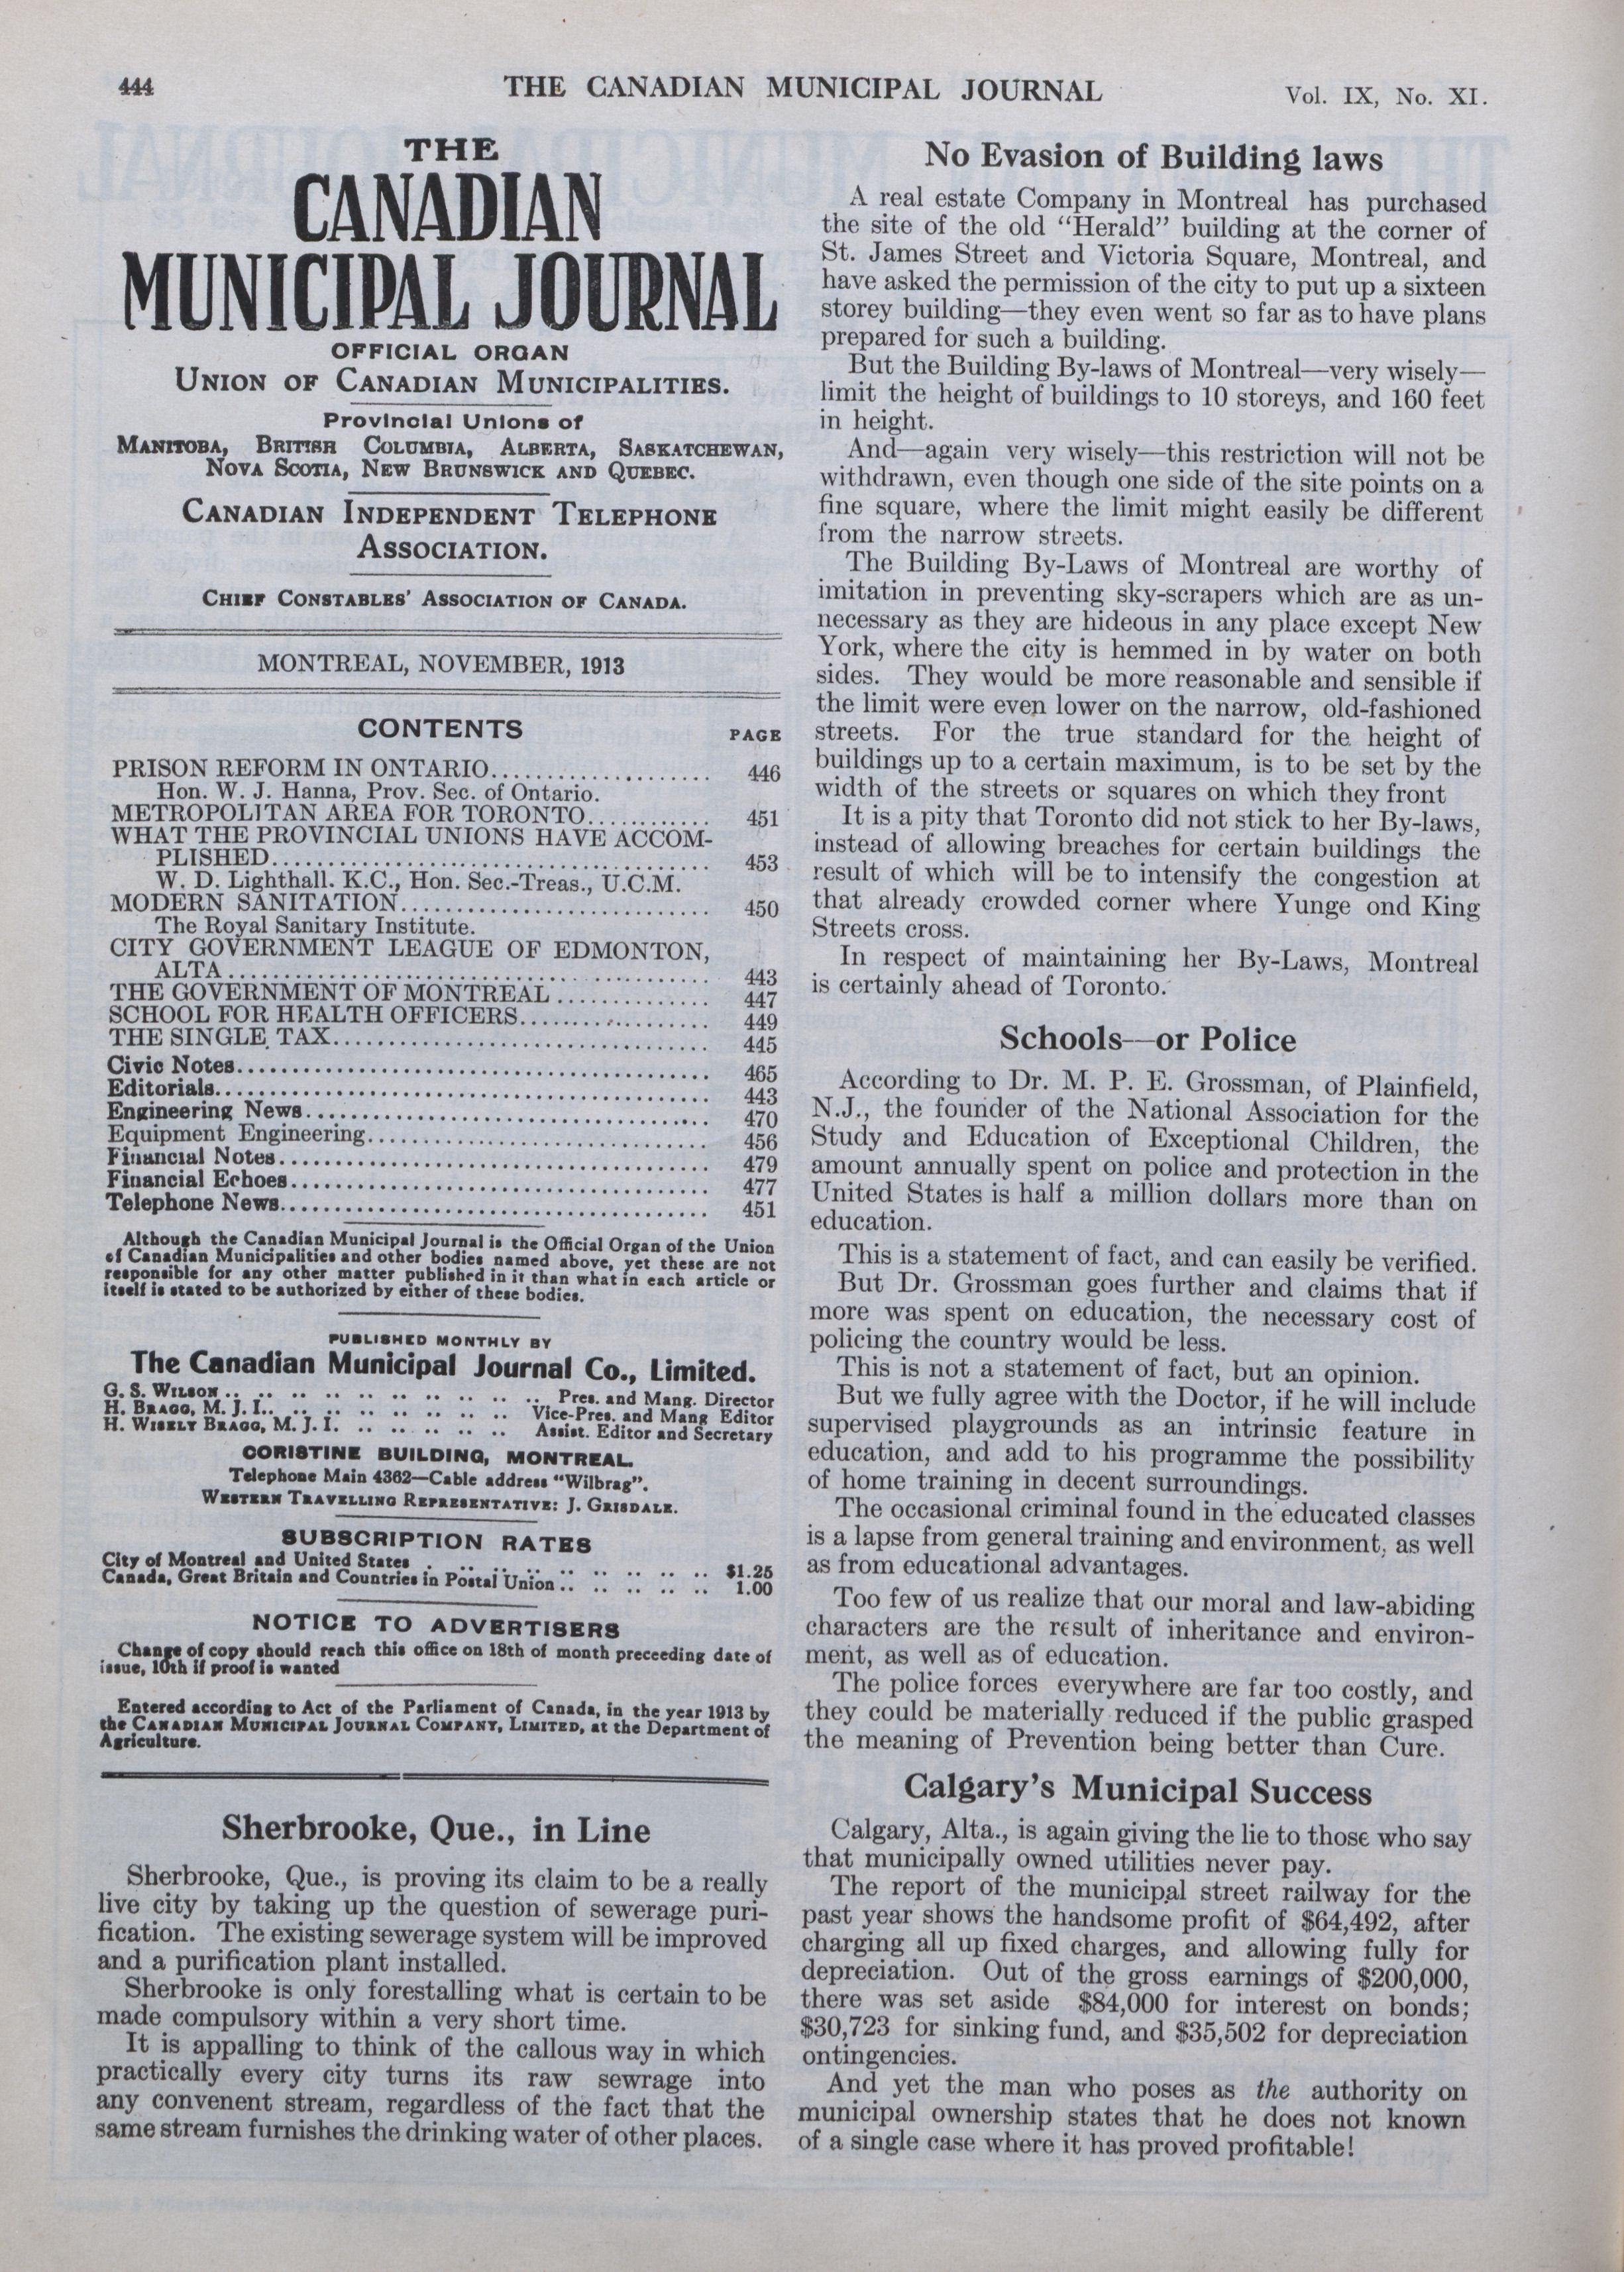 444
THE CANADIAN MUNICIPAL JOURNAL
Vol. IX, No. XI.
THE
CANADIAN
MUNICIPAL JOURNAL
OFFICIAL ORGAN
UNION OF CANADIAN MUNICIPALITIES.
Provincial Unions of
MANITOBA, BRITISH COLUMBIA, ALBERTA, SASKATCHEWAN,
NOVA SCOTIA, NEW BRUNSWICK AND QUEBEC.
CANADIAN INDEPENDENT TELEPHONE
ASSOCIATION.
CHIEF CONSTABLES' ASSOCIATION OF CANADA.
MONTREAL, NOVEMBER, 1913
CONTENTS PAGE
PRISON REFORM IN ONTARIO.................... 446
Hon. W. J. Hanna, Prov. Sec. of Ontario.
METROPOLITAN AREA FOR TORONTO............ 451
WHAT THE PROVINCIAL UNIONS HAVE ACCOM-
PLISHED........................................ 453
W. D. Lighthall. K.C., Hon. Sec.-Treas., U.C.M.
MODERN SANITATION............................ 450
The Royal Sanitary Institute.
CITY GOVERNMENT LEAGUE OF EDMONTON,
ALTA............................................ 443
THE GOVERNMENT OF MONTREAL.............. 447
SCHOOL FOR HEALTH OFFICERS................. 449
THE SINGLE TAX.................................. 445
Civic Notes........................................... 465
Editorials............................................. 443
Engineering News.................................... 470
Equipment Engineering............................... 456
Financial Notes....................................... 479
Financial Echoes...................................... 477
Telephone News....................................... 451
Although the Canadian Municipal Journal is the Official Organ of the Union
of Canadian Municipalities and other bodies named above, yet these are not
responsible for any other matter published in it than what in each article or
itself is stated to be authorized by either of these bodies.
PUBLISHED MONTHLY BY
The Canadian Municipal Journal Co., Limited.
G. S. WILSON .. .. .. .. .. .. .. .. .. .. Pres. and Mang. Director
H. BRAGG, M. J. I.. .. .. .. .. .. .. .. Vice-Pres. and Mang Editor
H. WISELY BRAGG, M. J. I. .. .. .. .. .. Assist. Editor and Secretary
CORISTINE BUILDING, MONTREAL.
Telephone Main 4362—Cable address "Wilbrag".
WESTERN TRAVELLING REPRESENTATIVE: J. GRISDALE.
SUBSCRIPTION RATES
City of Montreal and United States . .. .. .. .. .. .. .. .. $1.25
Canada, Great Britain and Countries in Postal Union .. .. .. .. .. 1.00
NOTICE TO ADVERTISERS
Change of copy should reach this office on 18th of month preceeding date of
issue, 10th if proof is wanted
Entered according to Act of the Parliament of Canada, in the year 1913 by
the CANADIAN MUNICIPAL JOURNAL COMPANY, LIMITED, at the Department of
Agriculture.
Sherbrooke, Que., in Line
Sherbrooke, Que., is proving its claim to be a really
live city by taking up the question of sewerage puri-
fication. The existing sewerage system will be improved
and a purification plant installed.
Sherbrooke is only forestalling what is certain to be
made compulsory within a very short time.
It is appalling to think of the callous way in which
practically every city turns its raw sewrage into
any convenent stream, regardless of the fact that the
same stream furnishes the drinking water of other places.
No Evasion of Building laws
A real estate Company in Montreal has purchased
the site of the old "Herald" building at the corner of
St. James Street and Victoria Square, Montreal, and
have asked the permission of the city to put up a sixteen
storey building—they even went so far as to have plans
prepared for such a building.
But the Building By-laws of Montreal—very wisely—
limit the height of buildings to 10 storeys, and 160 feet
in height.
And—again very wisely—this restriction will not be
withdrawn, even though one side of the site points on a
fine square, where the limit might easily be different
from the narrow streets.
The Building By-Laws of Montreal are worthy of
imitation in preventing sky-scrapers which are as un-
necessary as they are hideous in any place except New
York, where the city is hemmed in by water on both
sides. They would be more reasonable and sensible if
the limit were even lower on the narrow, old-fashioned
streets. For the true standard for the height of
buildings up to a certain maximum, is to be set by the
width of the streets or squares on which they front
It is a pity that Toronto did not stick to her By-laws,
instead of allowing breaches for certain buildings the
result of which will be to intensify the congestion at
that already crowded corner where Yunge ond King
Streets cross.
In respect of maintaining her By-Laws, Montreal
is certainly ahead of Toronto.
Schools—or Police
According to Dr. M. P. E. Grossman, of Plainfield,
N.J., the founder of the National Association for the
Study and Education of Exceptional Children, the
amount annually spent on police and protection in the
United States is half a million dollars more than on
education.
This is a statement of fact, and can easily be verified.
But Dr. Grossman goes further and claims that if
more was spent on education, the necessary cost of
policing the country would be less.
This is not a statement of fact, but an opinion.
But we fully agree with the Doctor, if he will include
supervised playgrounds as an intrinsic feature in
education, and add to his programme the possibility
of home training in decent surroundings.
The occasional criminal found in the educated classes
is a lapse from general training and environment, as well
as from educational advantages.
Too few of us realize that our moral and law-abiding
characters are the result of inheritance and environ-
ment, as well as of education.
The police forces everywhere are far too costly, and
they could be materially reduced if the public grasped
the meaning of Prevention being better than Cure.
Calgary's Municipal Success
Calgary, Alta., is again giving the lie to those who say
that municipally owned utilities never pay.
The report of the municipal street railway for the
past year shows the handsome profit of $64,492, after
charging all up fixed charges, and allowing fully for
depreciation. Out of the gross earnings of $200,000,
there was set aside $84,000 for interest on bonds;
$30,723 for sinking fund, and $35,502 for depreciation
ontingencies.
And yet the man who poses as the authority on
municipal ownership states that he does not known
of a single case where it has proved profitable!